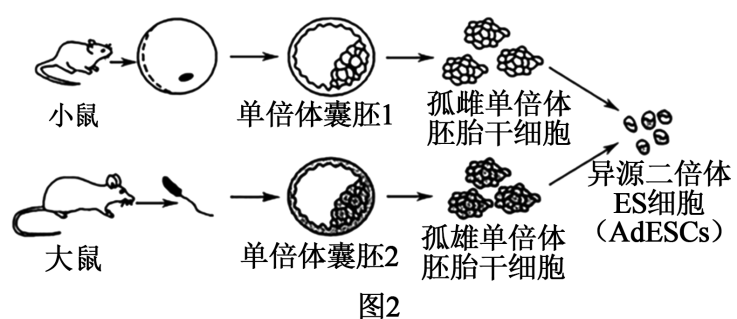 小鼠
单倍体囊胚1
孤雌单倍体
胚胎干细胞
大鼠
单倍体囊胚2
孤雄单倍体
胚胎干细胞
异源二倍体
ES细胞
（AdESCs）
图2